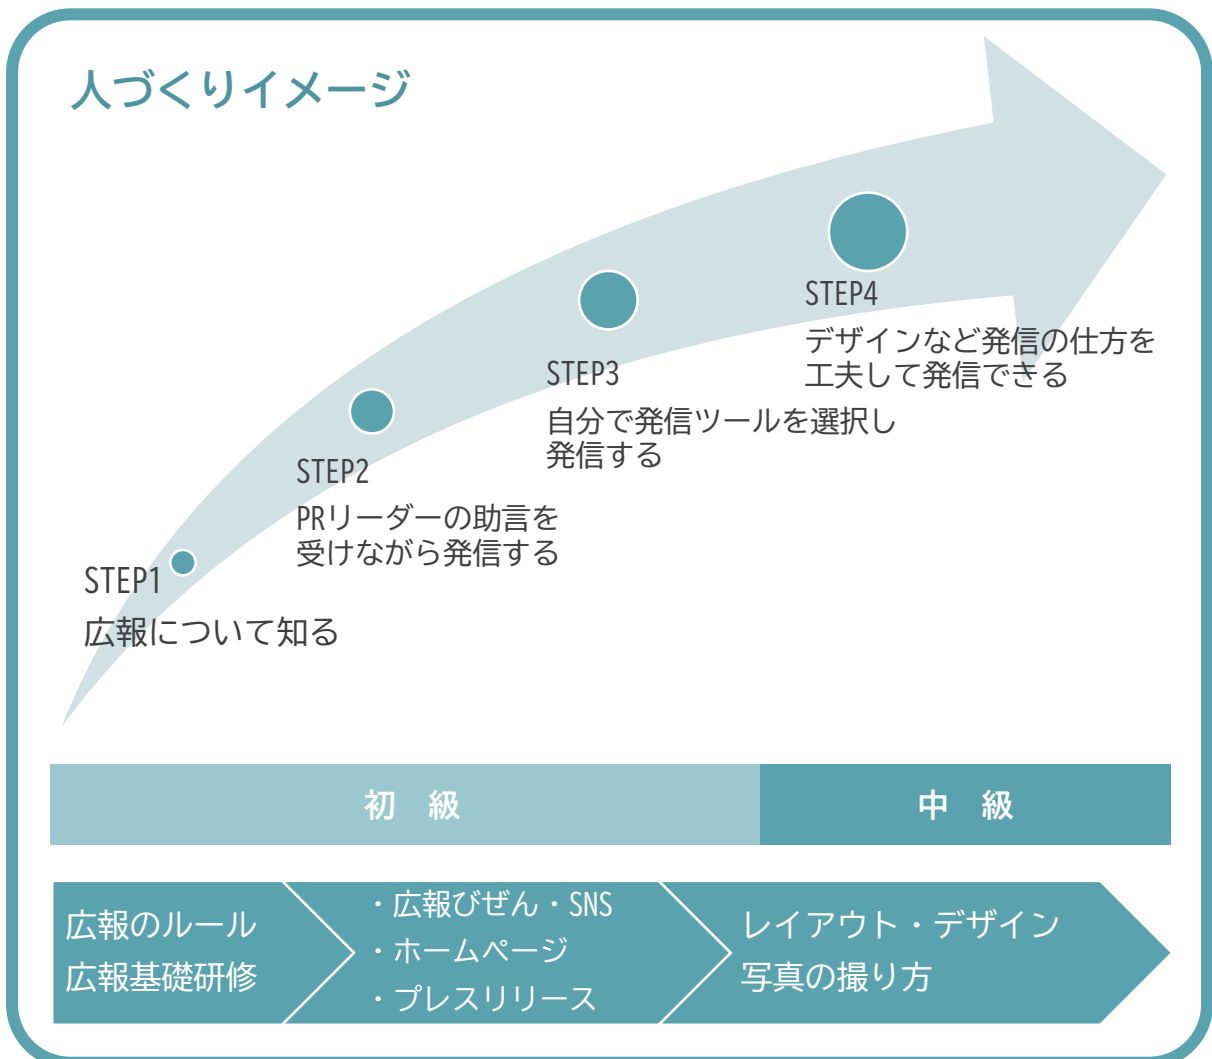 人づくりイメージ
STEP1
広報について知る
STEP2
PRリーダーの助言を
受けながら発信する
STEP3
自分で発信ツールを選択し
発信する
STEP4
デザインなど発信の仕方を
工夫して発信できる
初　級
中　級
広報のルール
広報基礎研修
・広報びぜん・SNS
・ホームページ
・プレスリリース
レイアウト・デザイン
写真の撮り方